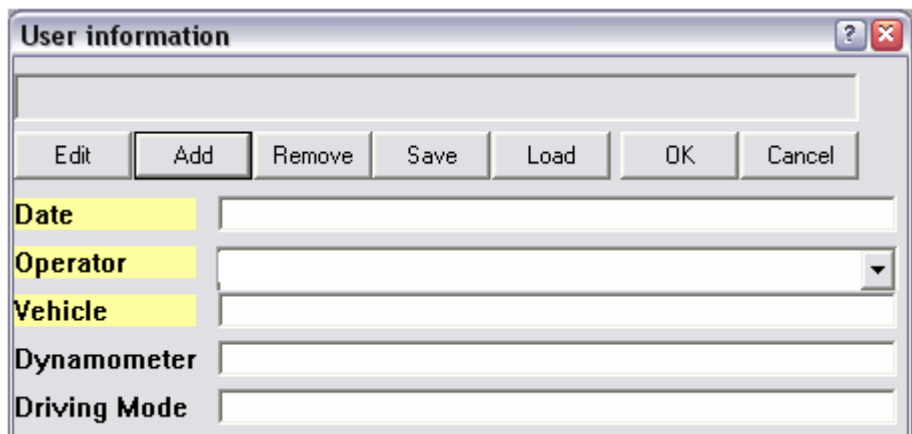 User information ?
Edit Add Remove Save Load OK Cancel
Date
Operator
Vehicle
Dynamometer
Driving Mode